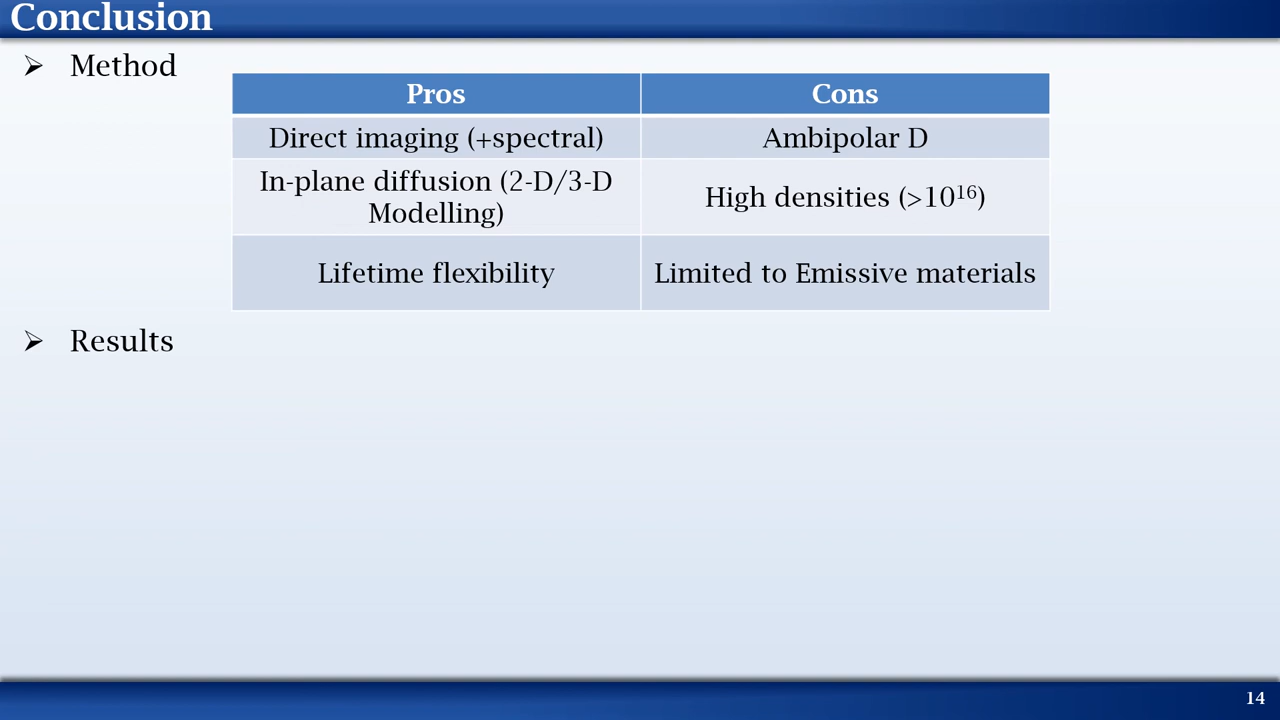 Conclusion
➢ Method
Pros
Cons
Direct imaging (+spectral)
Ambipolar D
In-plane diffusion (2-D/3-D
Modelling)
High densities (>10¹⁶)
Lifetime flexibility
Limited to Emissive materials
➢ Results
14